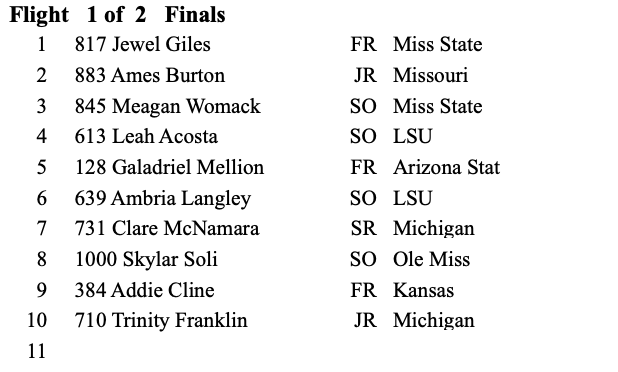 Flight 1 of 2 Finals
1 817 Jewel Giles FR Miss State
2 883 Ames Burton JR Missouri
3 845 Meagan Womack SO Miss State
4 613 Leah Acosta SO LSU
5 128 Galadriel Mellion FR Arizona Stat
6 639 Ambria Langley SO LSU
7 731 Clare McNamara SR Michigan
8 1000 Skylar Soli SO Ole Miss
9 384 Addie Cline FR Kansas
10 710 Trinity Franklin JR Michigan
11